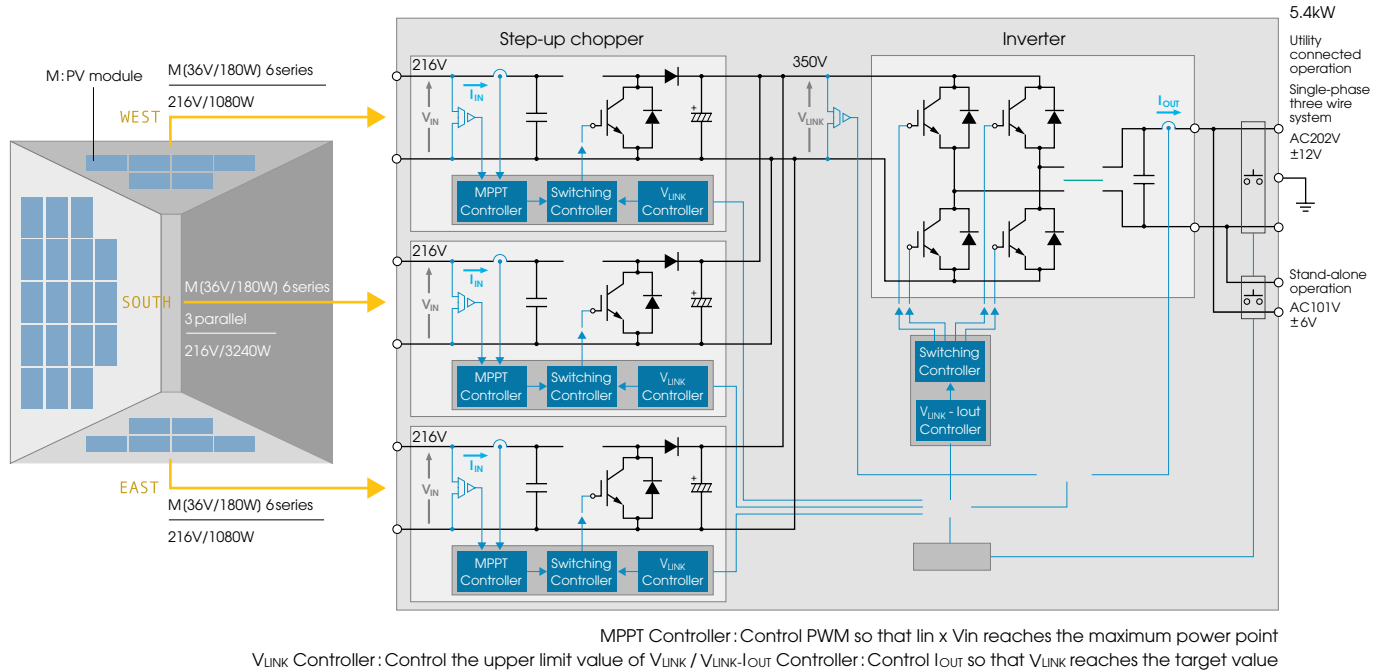 M:PV module
M(36V/180W) 6series
216V/1080W
WEST
SOUTH
M(36V/180W) 6series
3 parallel
216V/3240W
EAST
M(36V/180W) 6series
216V/1080W
Step-up chopper
216V
IIN
VIN
MPPT
Controller
Switching
Controller
VLINK
Controller
216V
IIN
VIN
MPPT
Controller
Switching
Controller
VLINK
Controller
216V
IIN
VIN
MPPT
Controller
Switching
Controller
VLINK
Controller
350V
VLINK
Inverter
IOUT
Switching
Controller
VLINK - Iout
Controller
5.4kW
Utility
connected
operation
Single-phase
three wire
system
AC202V
±12V
Stand-alone
operation
AC101V
±6V
MPPT Controller : Control PWM so that Iin x Vin reaches the maximum power point
VLINK Controller : Control the upper limit value of VLINK / VLINK-IOUT Controller : Control IOUT so that VLINK reaches the target value